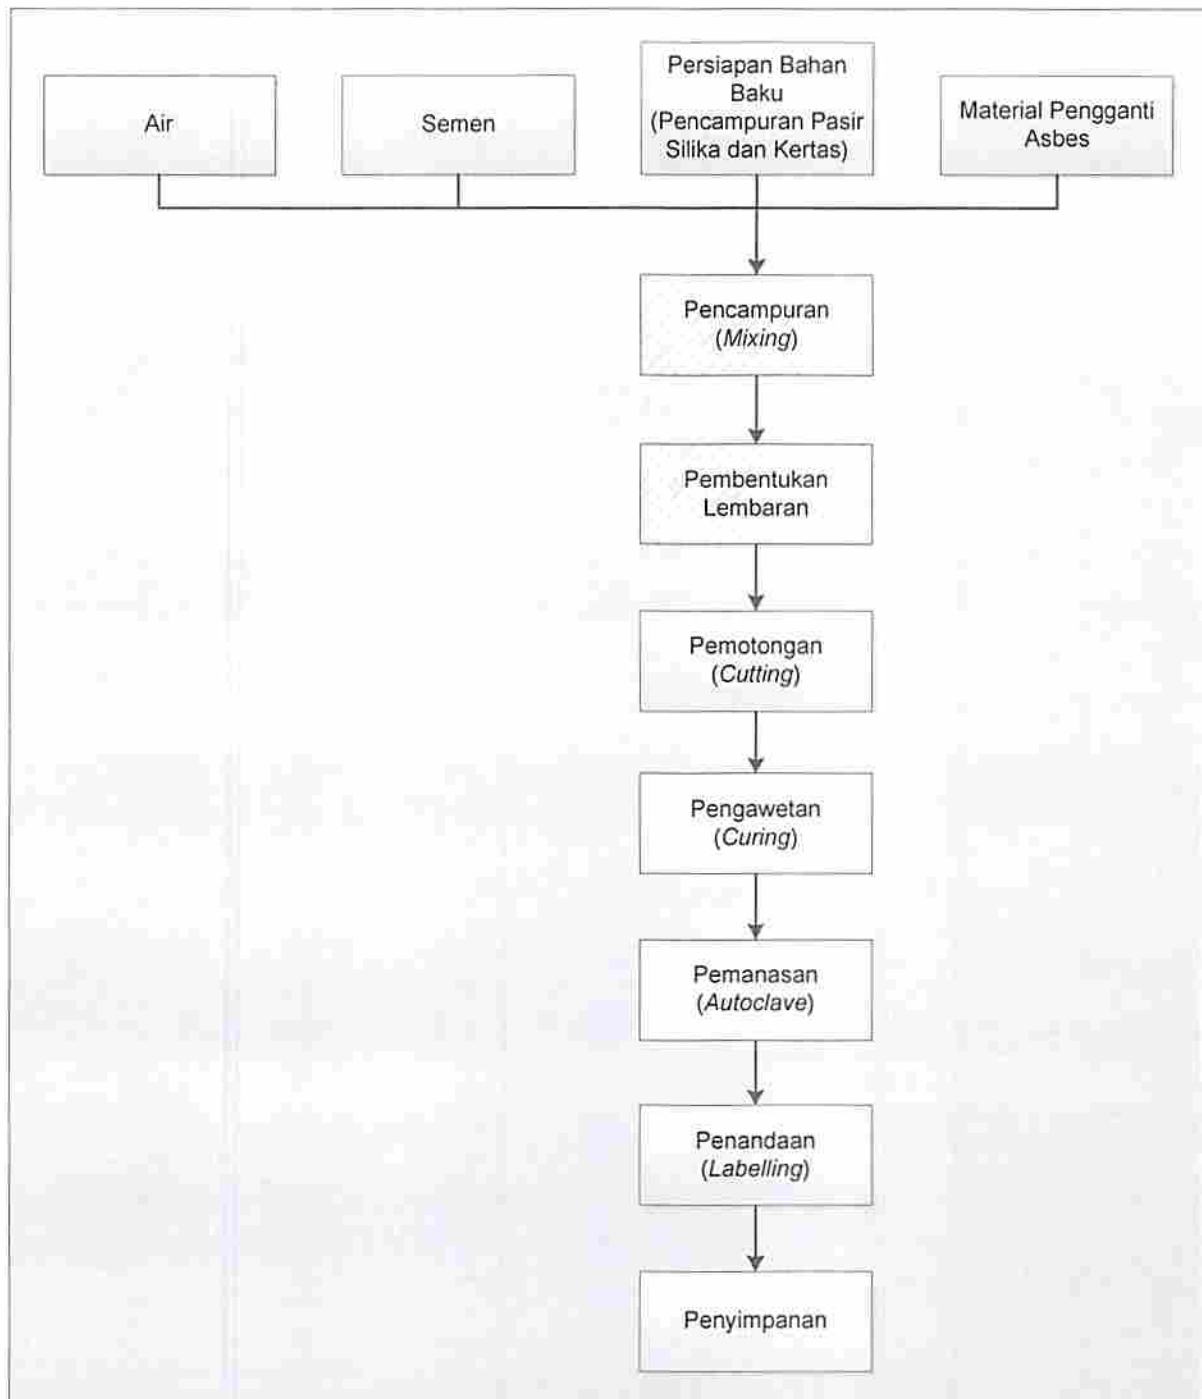 Air
Semen
Persiapan Bahan
Baku
(Pencampuran Pasir
Silika dan Kertas)
Material Pengganti
Asbes
Pencampuran
(Mixing)
Pembentukan
Lembaran
Pemotongan
(Cutting)
Pengawetan
(Curing)
Pemanasan
(Autoclave)
Penandaan
(Labelling)
Penyimpanan